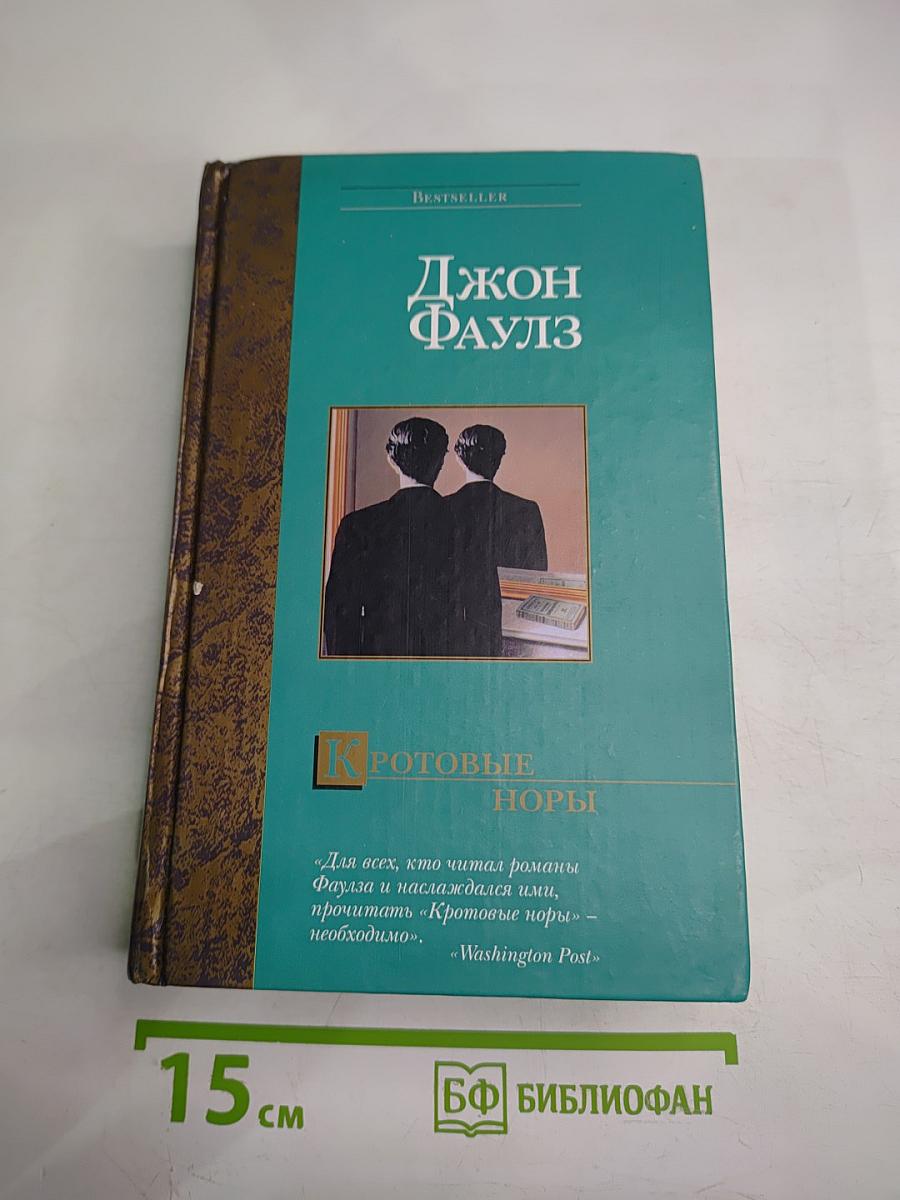 Bestseller
Джон
Фаулз
Кротовые
норы
«Для всех, кто читал романы
Фаулза и наслаждался ими,
прочитать «Кротовые норы» –
необходимо».
«Washington Post»
15 см
БФ БИБЛИОФАН